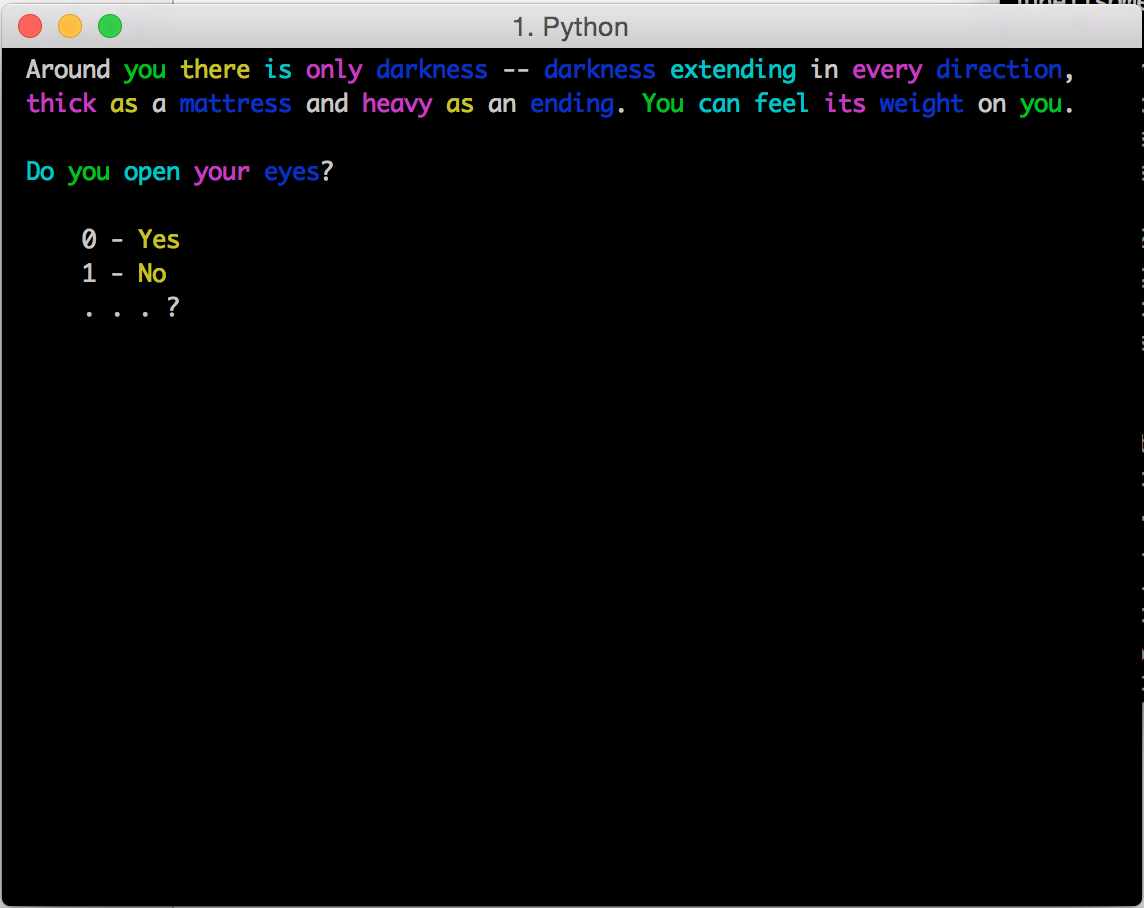 1. Python
Around you there is only darkness -- darkness extending in every direction,
thick as a mattress and heavy as an ending. You can feel its weight on you.
Do you open your eyes?
0 - Yes
1 - No
. . . ?